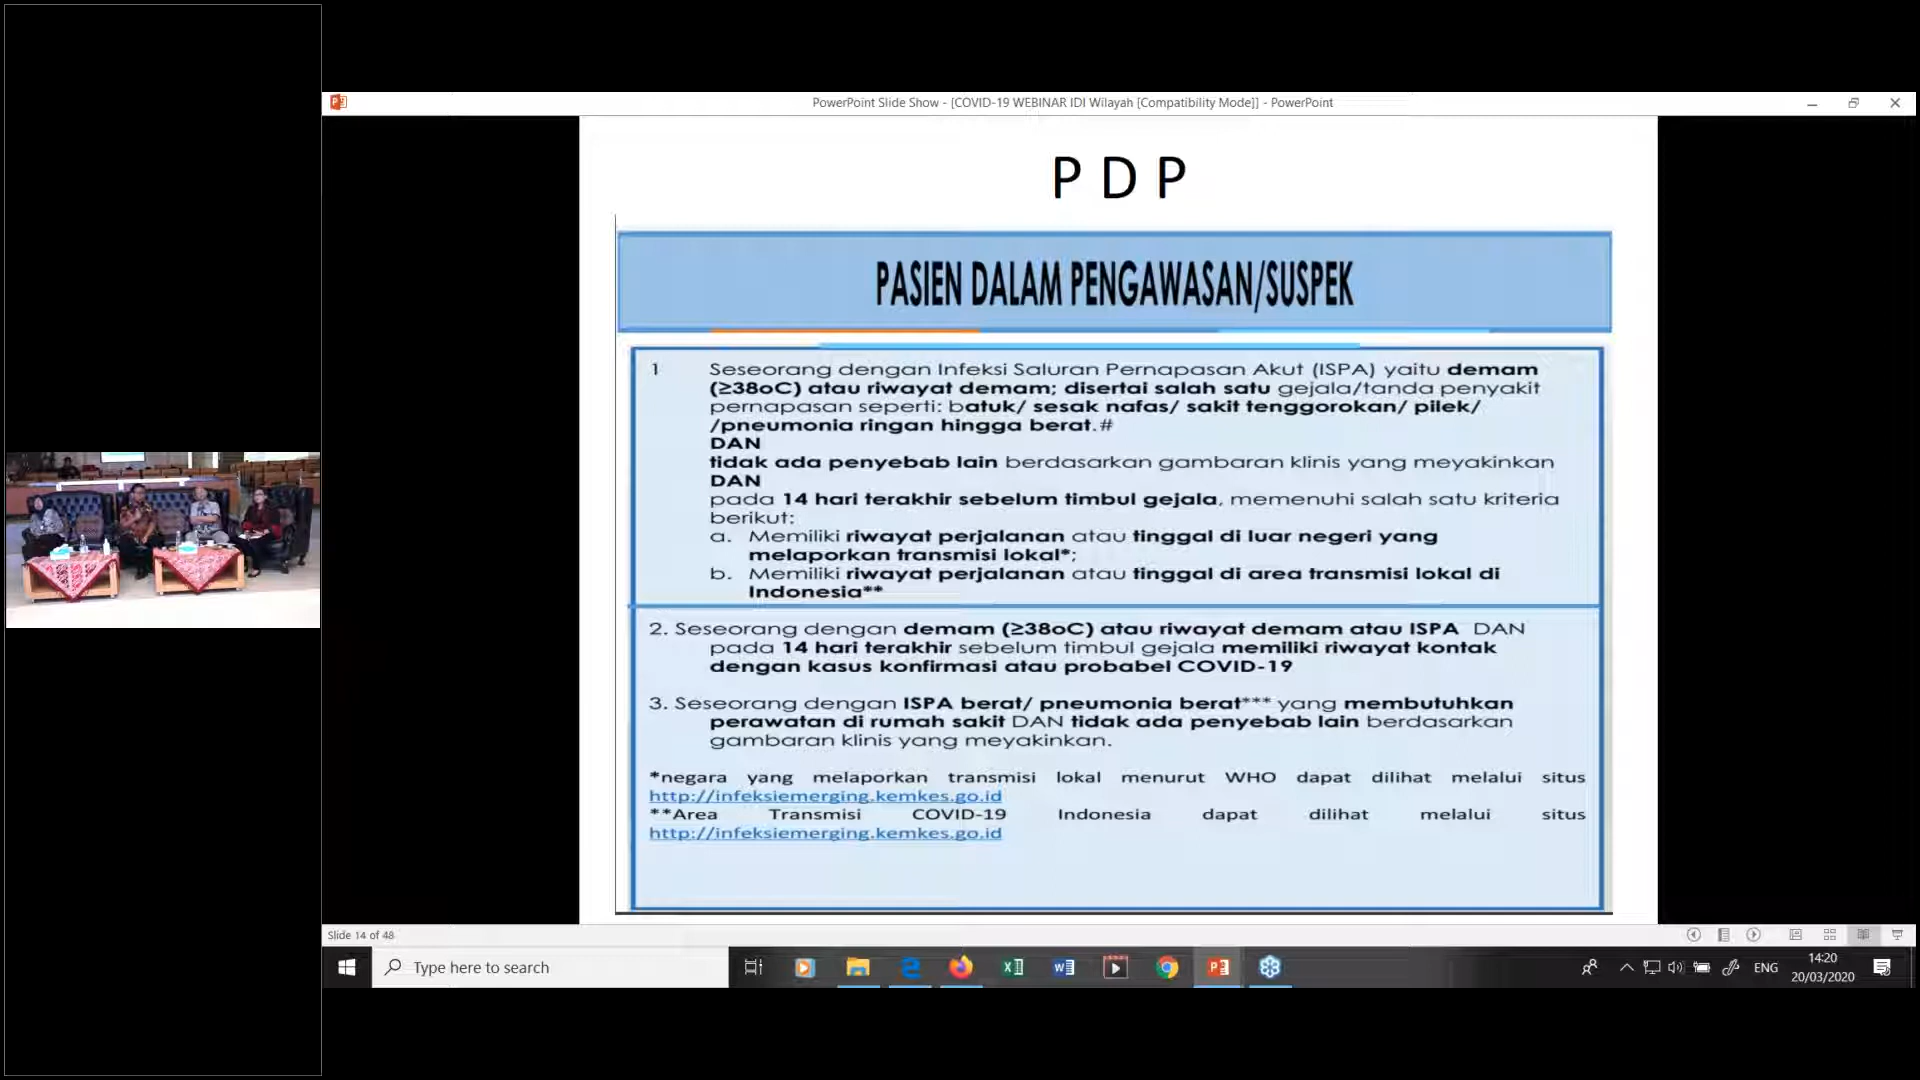 PowerPoint Slide Show - [COVID-19 WEBINAR IDI Wilayah [Compatibility Mode]] - PowerPoint
P D P
PASIEN DALAM PENGAWASAN/SUSPEK
1 Seseorang dengan Infeksi Saluran Pernapasan Akut (ISPA) yaitu demam
(≥38oC) atau riwayat demam; disertai salah satu gejala/tanda penyakit
pernapasan seperti: batuk/ sesak nafas/ sakit tenggorokan/ pilek/
/pneumonia ringan hingga berat.#
DAN
tidak ada penyebab lain berdasarkan gambaran klinis yang meyakinkan
DAN
pada 14 hari terakhir sebelum timbul gejala, memenuhi salah satu kriteria
berikut:
a. Memiliki riwayat perjalanan atau tinggal di luar negeri yang
melaporkan transmisi lokal*;
b. Memiliki riwayat perjalanan atau tinggal di area transmisi lokal di
Indonesia**
2. Seseorang dengan demam (≥38oC) atau riwayat demam atau ISPA DAN
pada 14 hari terakhir sebelum timbul gejala memiliki riwayat kontak
dengan kasus konfirmasi atau probabel COVID-19
3. Seseorang dengan ISPA berat/ pneumonia berat*** yang membutuhkan
perawatan di rumah sakit DAN tidak ada penyebab lain berdasarkan
gambaran klinis yang meyakinkan.
*negara yang melaporkan transmisi lokal menurut WHO dapat dilihat melalui situs
http://infeksiemerging.kemkes.go.id
**Area Transmisi COVID-19 Indonesia dapat dilihat melalui situs
http://infeksiemerging.kemkes.go.id
Slide 14 of 48
Type here to search
ENG
14:20
20/03/2020